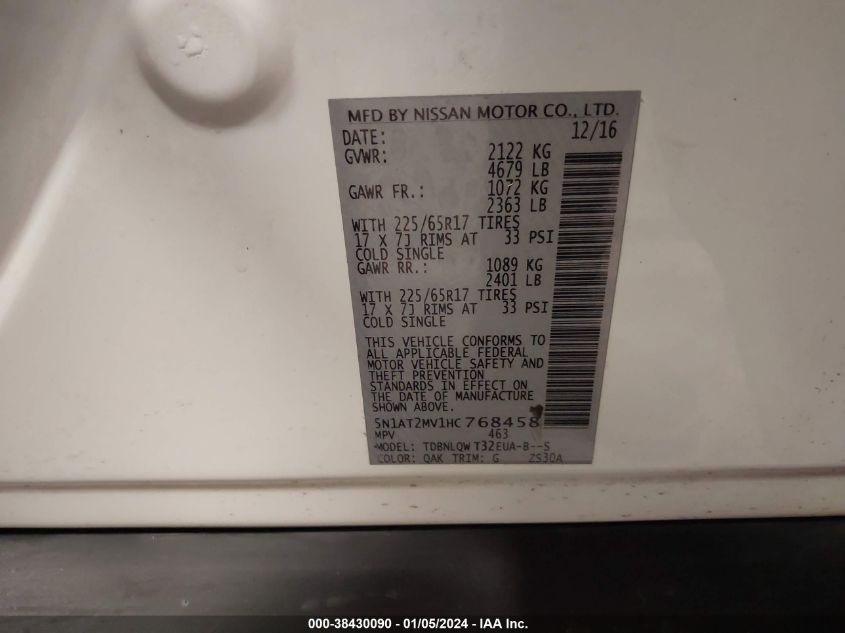 MFD BY NISSAN MOTOR CO., LTD.
DATE: 12/16
GVWR: 2122 KG
4679 LB
GAWR FR.: 1072 KG
2363 LB
WITH 225/65R17 TIRES
17 X 7J RIMS AT 33 PSI
COLD SINGLE
GAWR RR.: 1089 KG
2401 LB
WITH 225/65R17 TIRES
17 X 7J RIMS AT 33 PSI
COLD SINGLE
THIS VEHICLE CONFORMS TO
ALL APPLICABLE FEDERAL
MOTOR VEHICLE SAFETY AND
THEFT PREVENTION
STANDARDS IN EFFECT ON
THE DATE OF MANUFACTURE
SHOWN ABOVE.
5N1AT2MV1HC768458
MPV 463
MODEL: TDBNLQW T32EUA-B--S
COLOR: QAK TRIM: G ZS30A
000-38430090 - 01/05/2024 - IAA Inc.